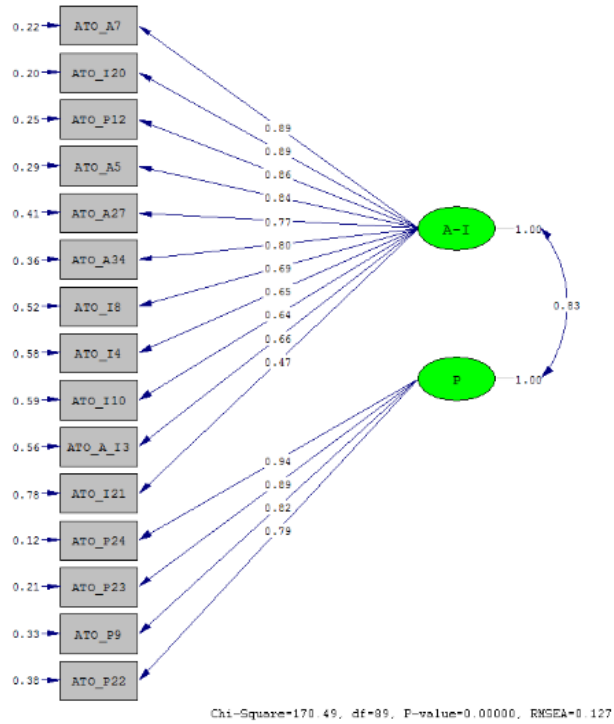 0.22 ATO_A7
0.20 ATO_I20
0.25 ATO_P12
0.29 ATO_A5
0.41 ATO_A27
0.36 ATO_A34
0.52 ATO_I8
0.58 ATO_I4
0.59 ATO_I10
0.56 ATO_A_I3
0.78 ATO_I21
0.12 ATO_P24
0.21 ATO_P23
0.33 ATO_P9
0.38 ATO_P22
0.89
0.89
0.86
0.84
0.77
0.80
0.69
0.65
0.64
0.66
0.47
0.94
0.89
0.82
0.79
A-I 1.00
0.83
P 1.00
Chi-Square=170.49, df=89, P-value=0.00000, RMSEA=0.127